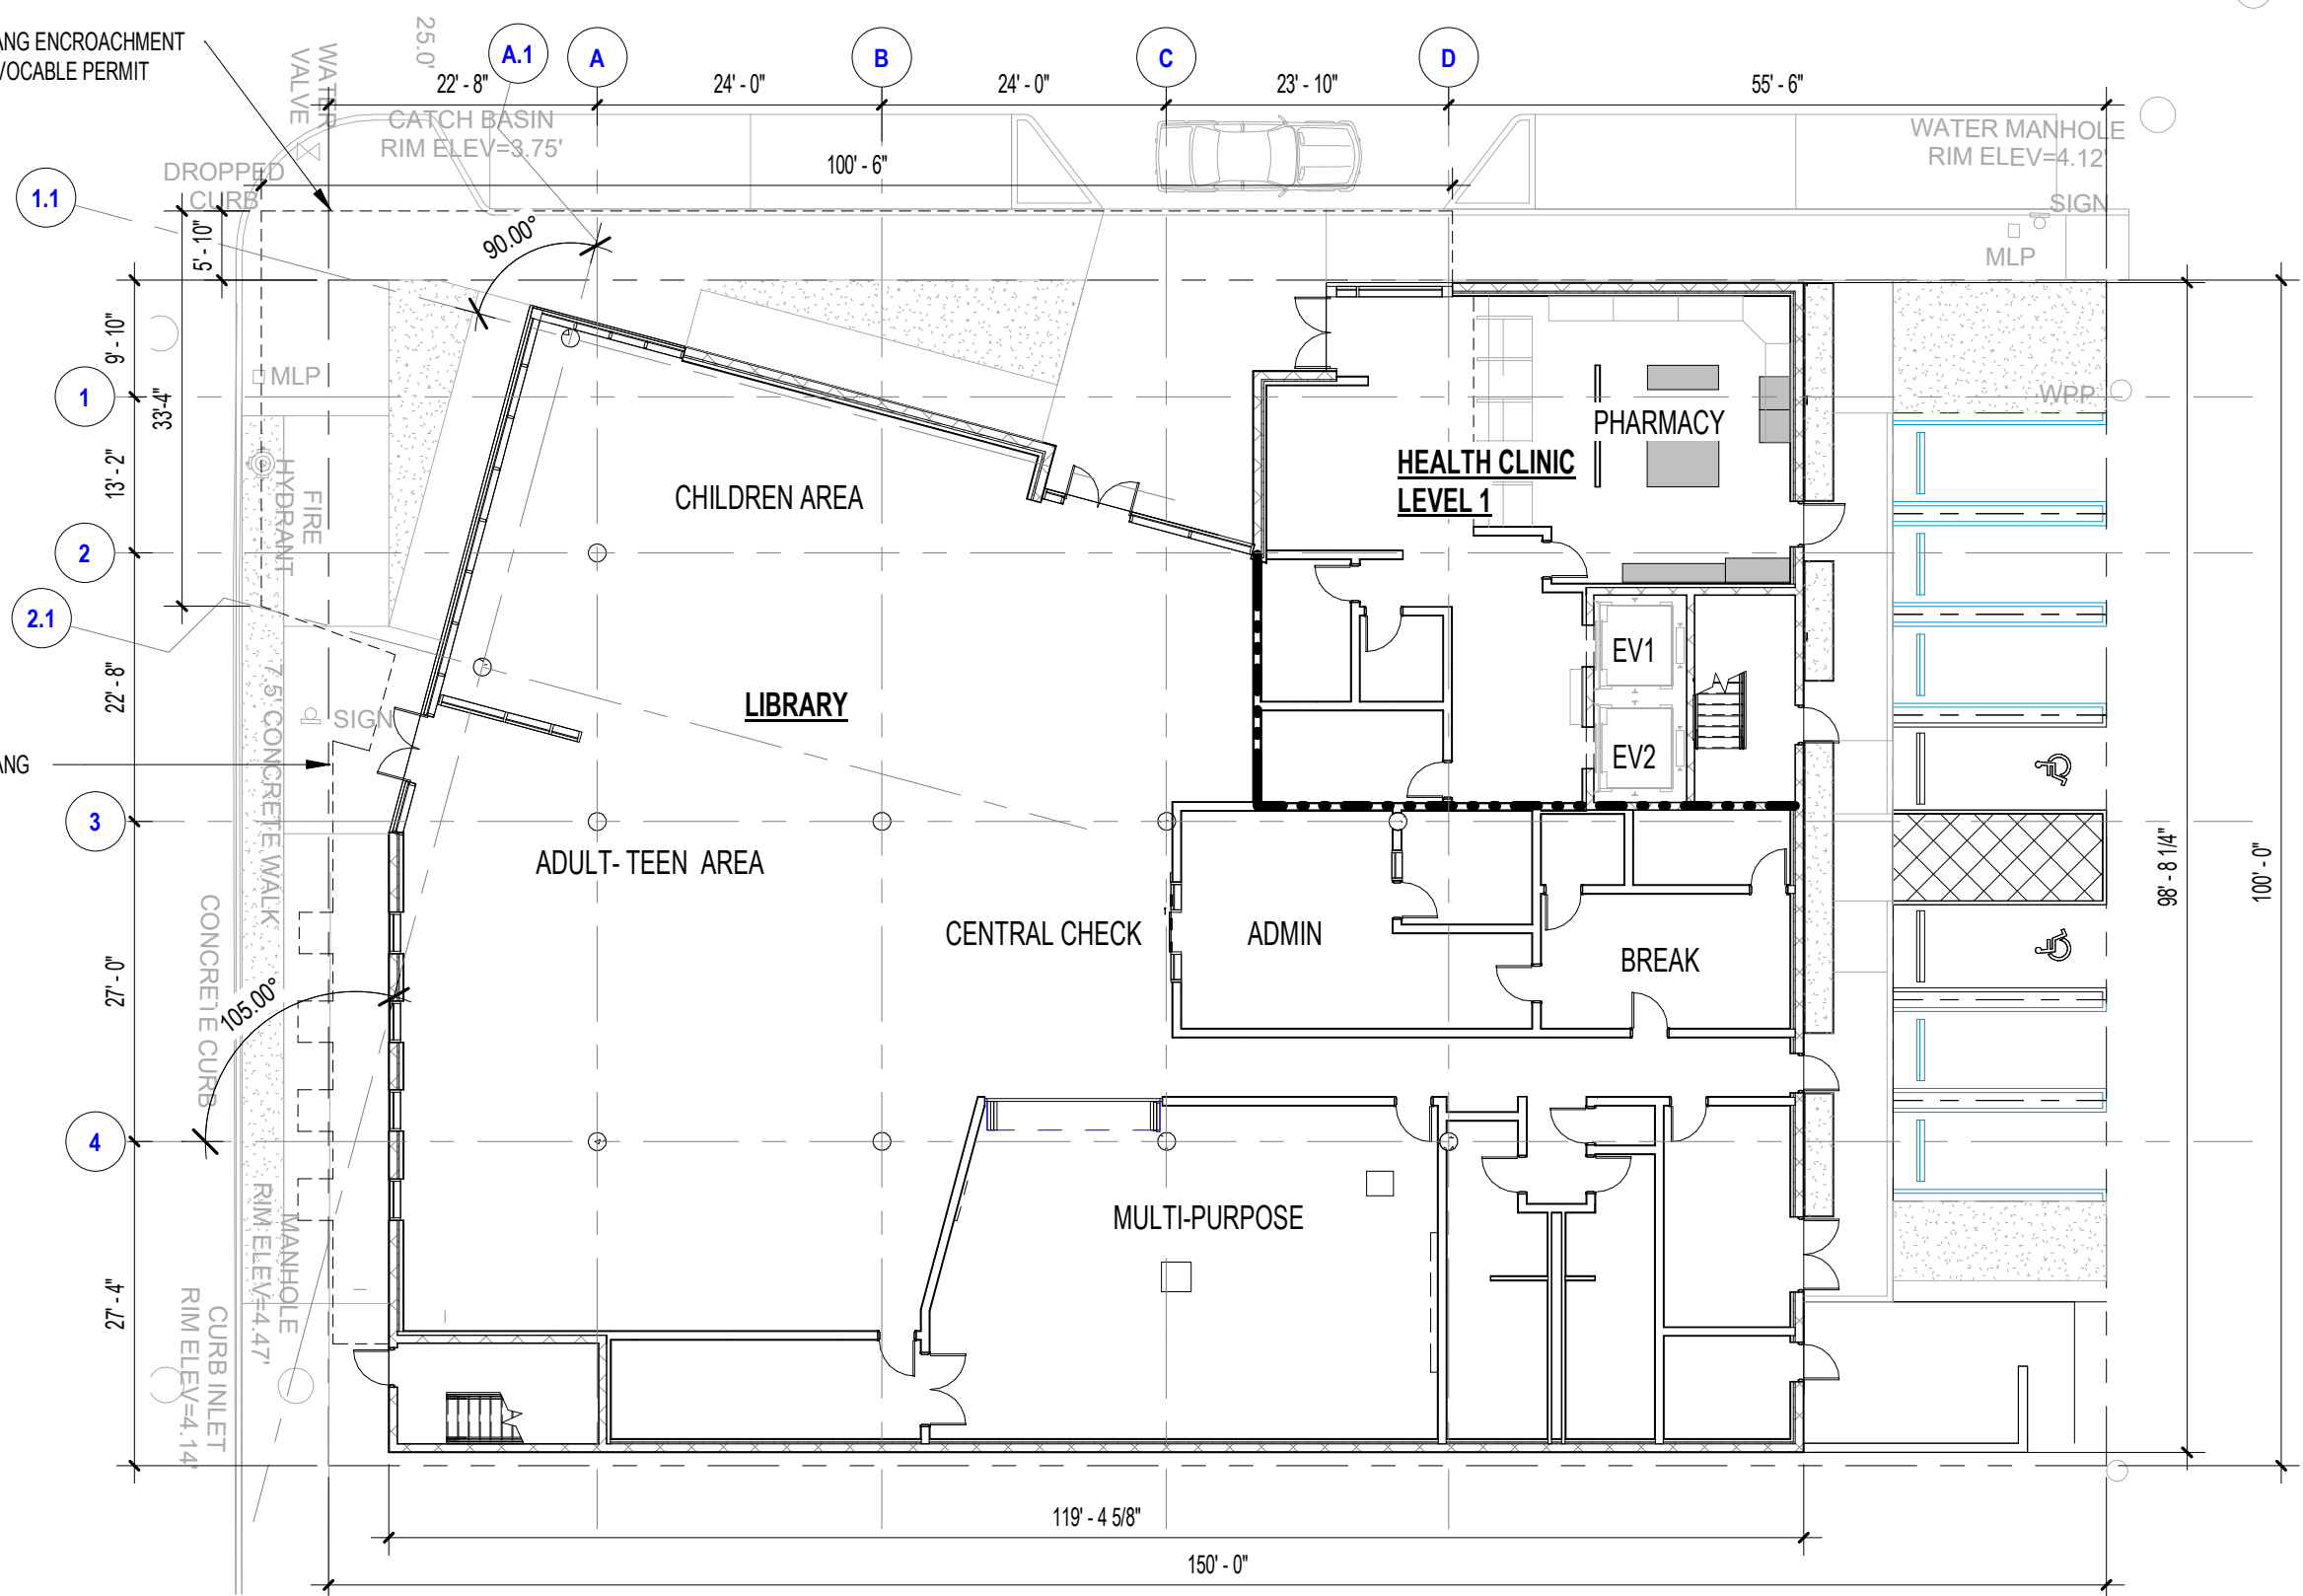 ANG ENCROACHMENT
VOCABLE PERMIT
WATER
VALVE
25.0'
A.1
A
B
C
D
22' - 8"
24' - 0"
24' - 0"
23' - 10"
55' - 6"
CATCH BASIN
RIM ELEV=3.75'
WATER MANHOLE
RIM ELEV=4.12'
100' - 6"
DROPPED
CURB
1.1
SIGN
MLP
90.00°
5' - 10"
9' - 10"
33'-4"
MLP
1
WPP
PHARMACY
HEALTH CLINIC
LEVEL 1
13' - 2"
CHILDREN AREA
FIRE
HYDRANT
2
2.1
EV1
22' - 8"
LIBRARY
SIGN
7.5' CONCRETE WALK
EV2
ANG
3
ADULT- TEEN AREA
98' - 8 1/4"
100' - 0"
CENTRAL CHECK
ADMIN
BREAK
CONCRETE CURB
27' - 0"
105.00°
4
MULTI-PURPOSE
MANHOLE
RIM ELEV=4.47'
27' - 4"
CURB INLET
RIM ELEV=4.14'
119' - 4 5/8"
150' - 0"